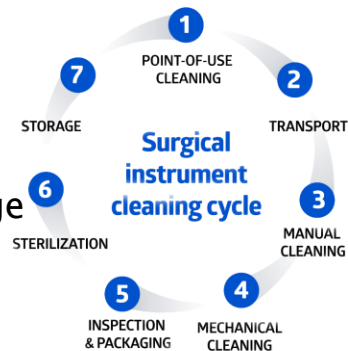 1
POINT-OF-USE
CLEANING
2
TRANSPORT
3
MANUAL
CLEANING
4
MECHANICAL
CLEANING
5
INSPECTION
& PACKAGING
6
STERILIZATION
7
STORAGE
Surgical
instrument
cleaning cycle